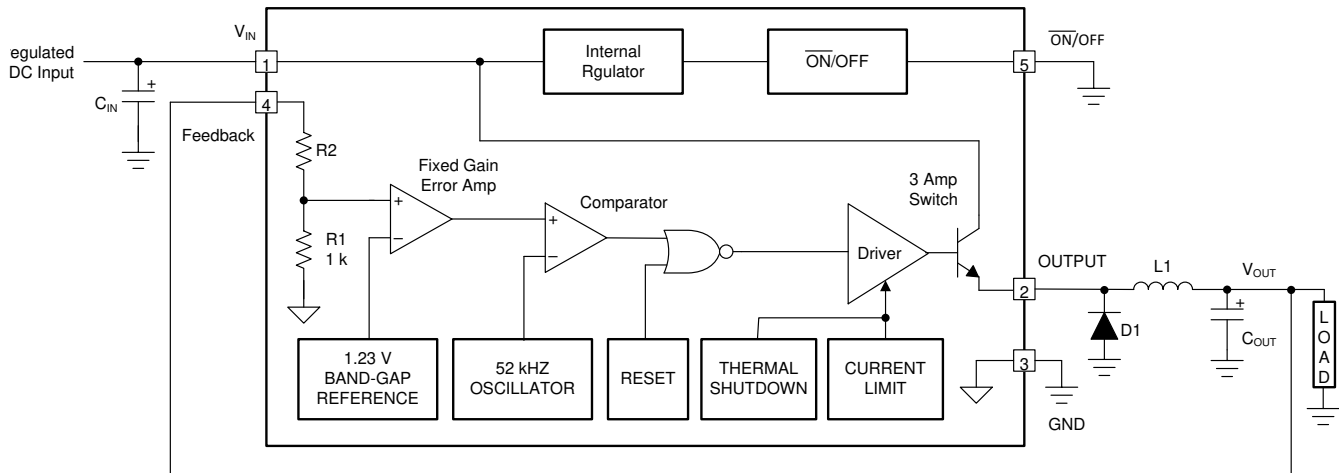 V_IN
egulated
DC Input
1
Internal
Rgulator
ON/OFF
5
ON/OFF
+
C_IN
4
Feedback
R2
Fixed Gain
Error Amp
3 Amp
Switch
Comparator
+
−
+
−
R1
1 k
Driver
OUTPUT
2
L1
V_OUT
+
D1
C_OUT
LOAD
1.23 V
BAND-GAP
REFERENCE
52 kHZ
OSCILLATOR
RESET
THERMAL
SHUTDOWN
CURRENT
LIMIT
3
GND